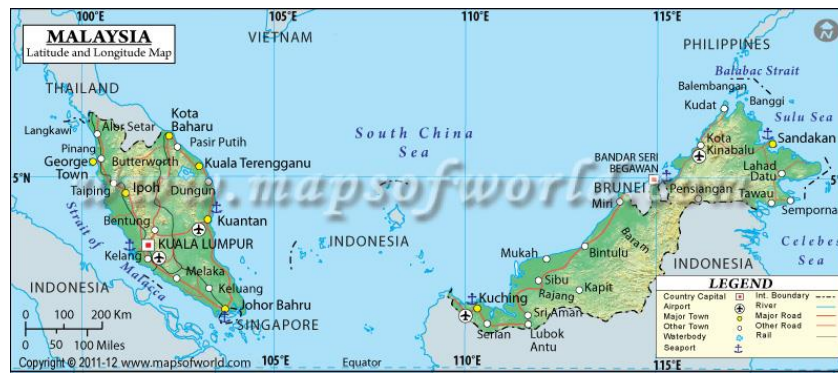 100°
105°
110°
115°
MALAYSIA
Latitude and Longitude Map
VIETNAM
PHILIPPINES
Balabac Strait
THAILAND
Balembangan
Banggi
Kudat
Sulu Sea
Langkawi
Alor Setar
Kota
Baharu
Pasir Putih
Pinang
George
Town
Butterworth
Kuala Terengganu
South China
Sea
Kota
Kinabalu
Sandakan
BANDAR SERI
BEGAWAN
Lahad
Datu
5°
5°
Taiping
Ipoh
Dungun
BRUNEI
Pensiangan
Tawau
www.mapsofworld.com
Miri
Semporna
Kuantan
Bentung
Strait of
Malacca
KUALA LUMPUR
INDONESIA
Baram
Celebes
Sea
Kelang
Mukah
Bintulu
INDONESIA
INDONESIA
Melaka
Sibu
Keluang
Rajang
Kapit
Johor Bahru
SINGAPORE
Kuching
Sri Aman
Serian
Lubok
Antu
LEGEND
Country Capital
Int. Boundary
Airport
River
Major Town
Major Road
Other Town
Other Road
Waterbody
Rail
Seaport
0 100 200 Km
0 50 100 Miles
Copyright © 2011-12 www.mapsofworld.com
105°
Equator
110°
115°